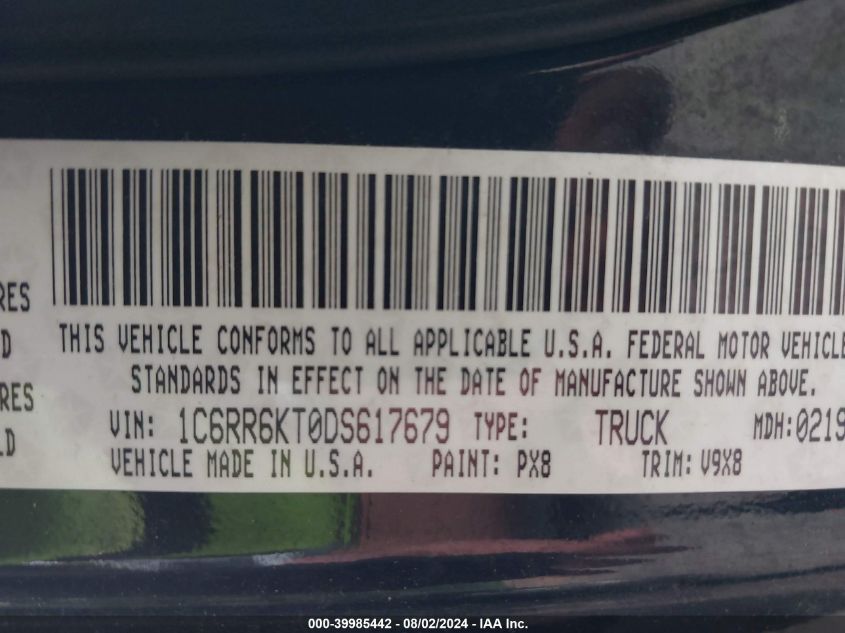 RES
D
RES
LD
THIS VEHICLE CONFORMS TO ALL APPLICABLE U.S.A. FEDERAL MOTOR VEHICLE
STANDARDS IN EFFECT ON THE DATE OF MANUFACTURE SHOWN ABOVE.
VIN: 1C6RR6KT0DS617679 TYPE: TRUCK MDH:0219
VEHICLE MADE IN U.S.A. PAINT: PX8 TRIM: V9X8
000-39985442 - 08/02/2024 - IAA Inc.